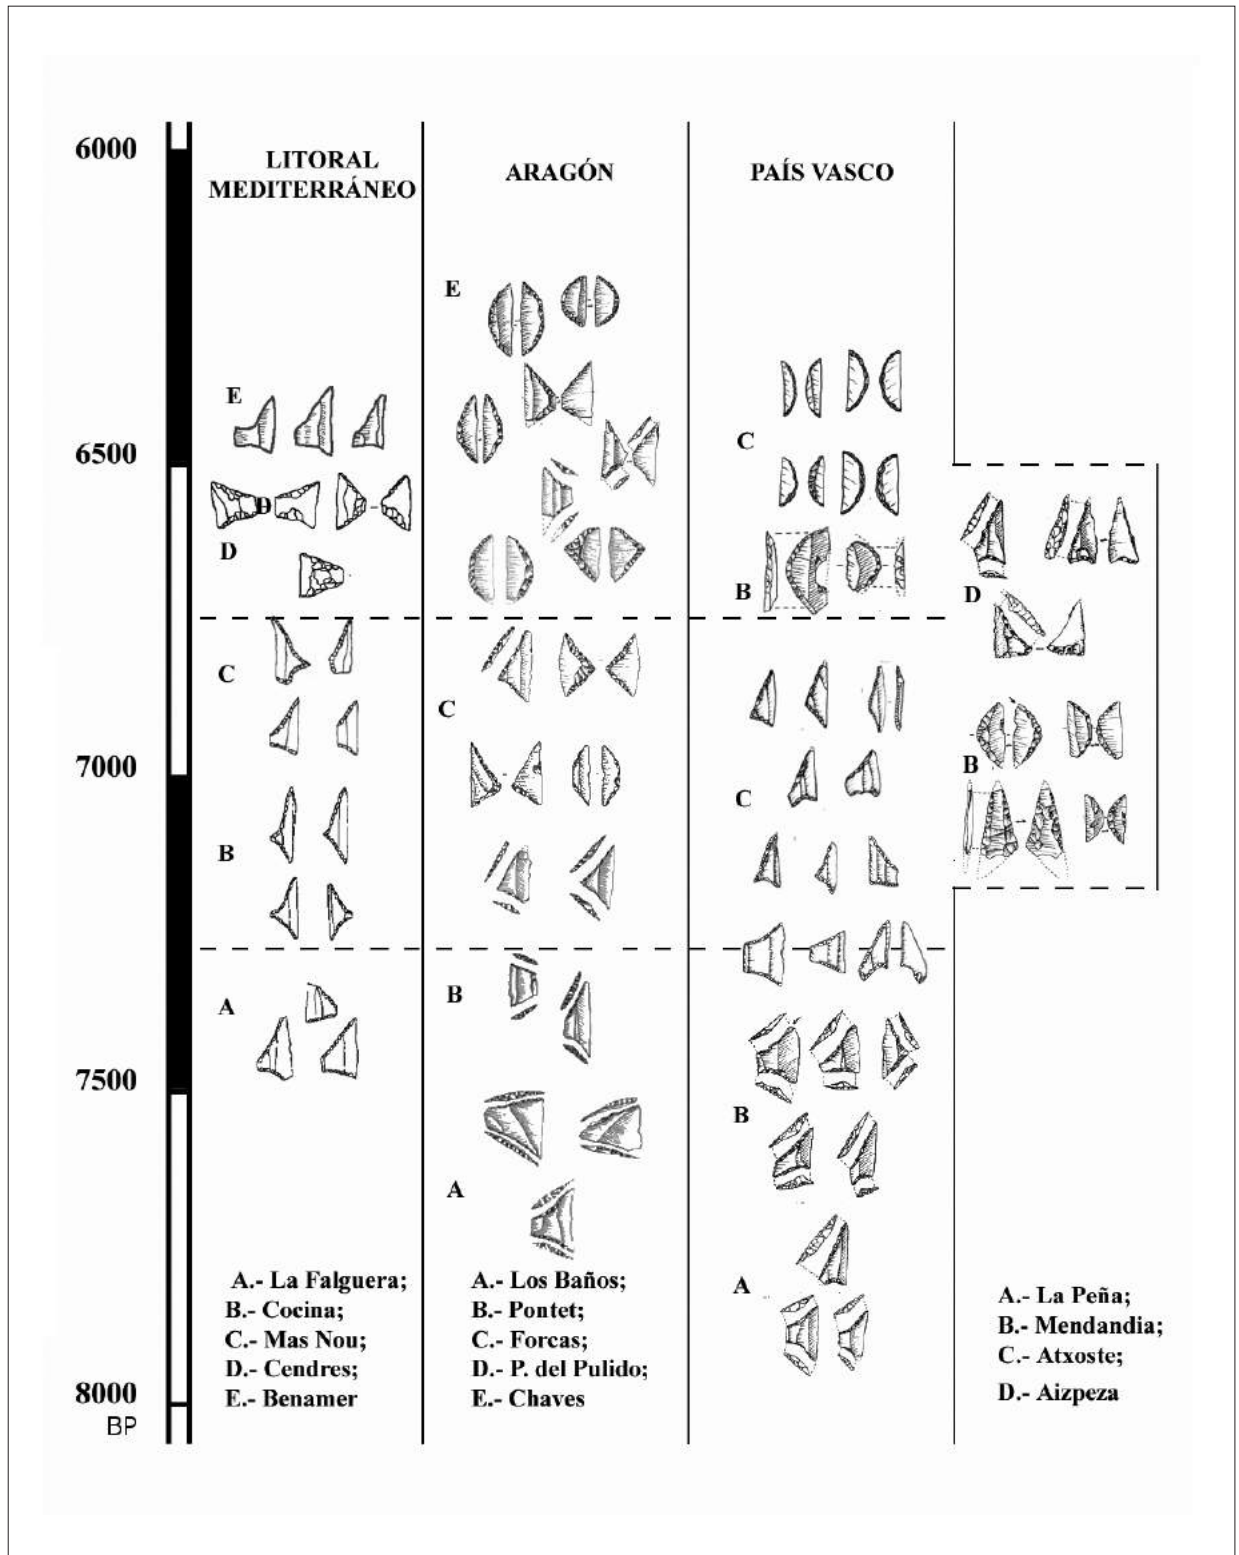 6000
6500
7000
7500
8000
BP
LITORAL
MEDITERRÁNEO
E
D
D
C
B
A
A.- La Falguera;
B.- Cocina;
C.- Mas Nou;
D.- Cendres;
E.- Benamer
ARAGÓN
E
C
B
A
A.- Los Baños;
B.- Pontet;
C.- Forcas;
D.- P. del Pulido;
E.- Chaves
PAÍS VASCO
C
B
C
B
A
D
B
A.- La Peña;
B.- Mendandia;
C.- Atxoste;
D.- Aizpeza